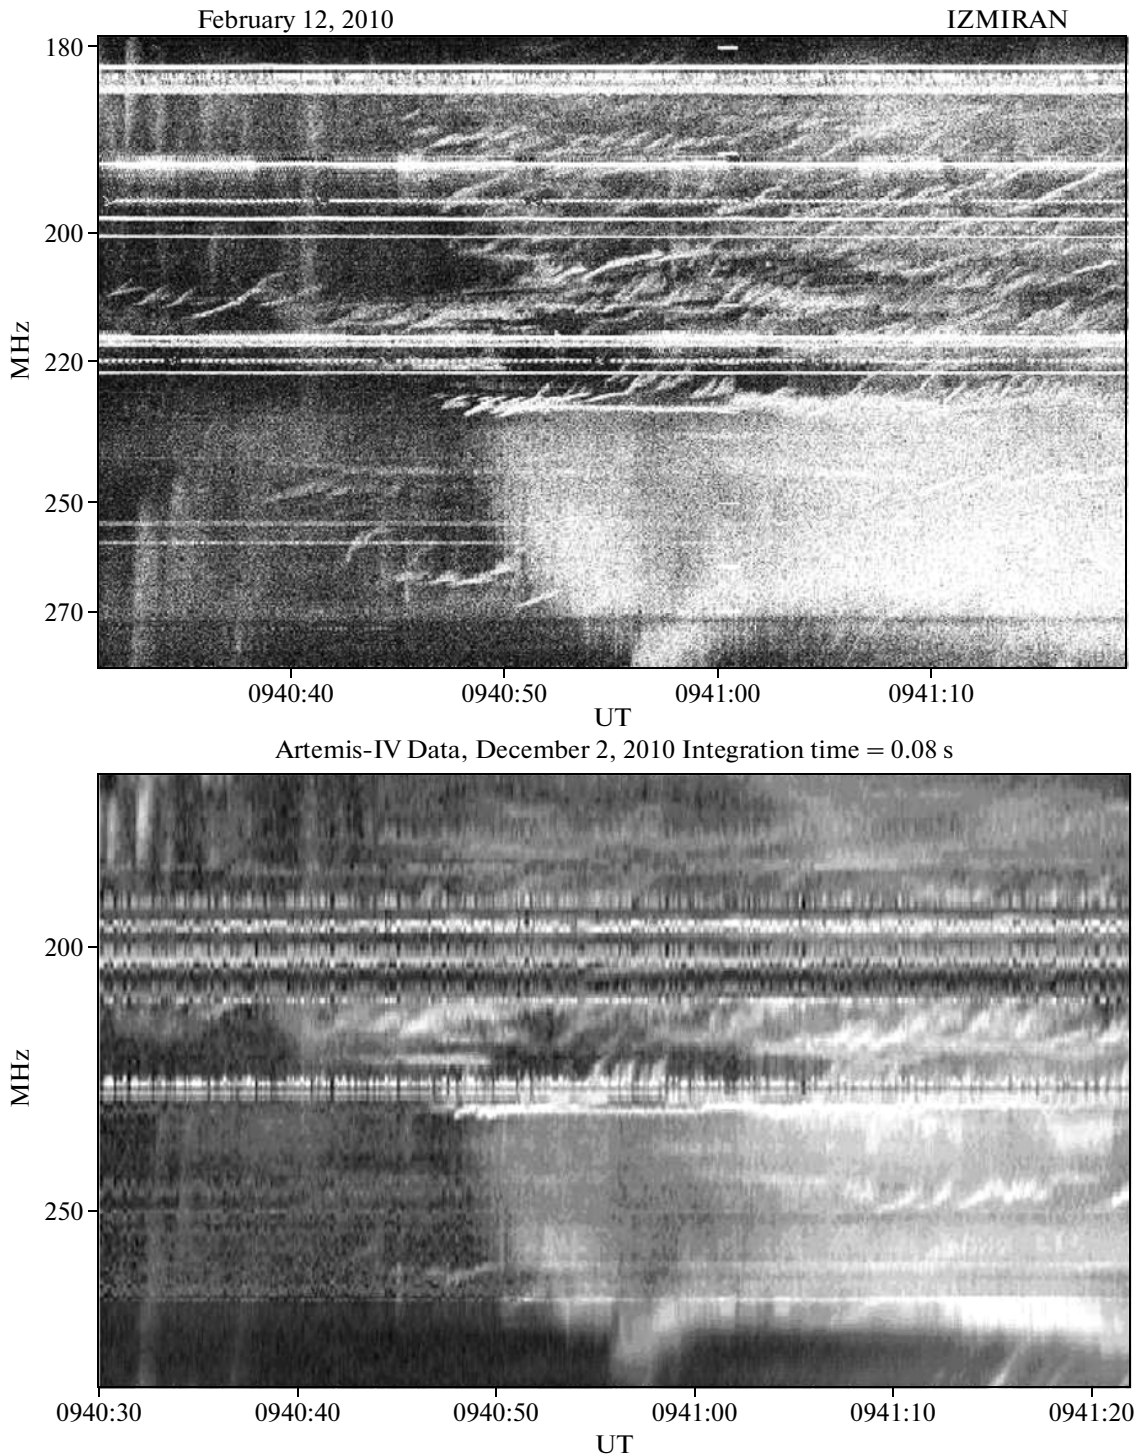 February 12, 2010 IZMIRAN
180
200
220
250
270
MHz
0940:40 0940:50 0941:00 0941:10
UT
Artemis-IV Data, December 2, 2010 Integration time = 0.08 s
200
250
MHz
0940:30 0940:40 0940:50 0941:00 0941:10 0941:20
UT